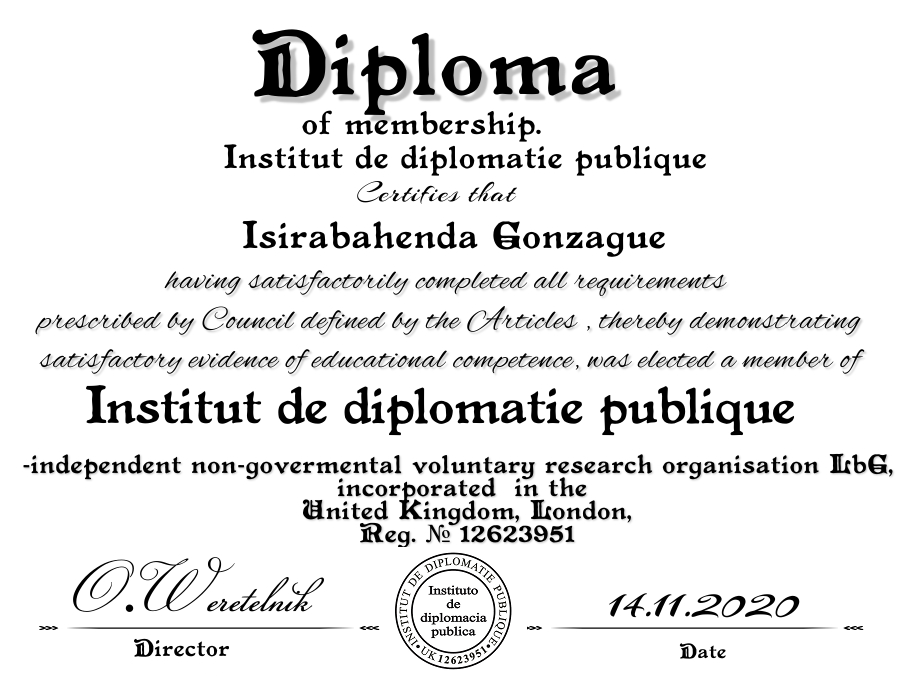 Diploma
of membership.
Institut de diplomatie publique
Certifies that
Isirabahenda Gonzague
having satisfactorily completed all requirements
prescribed by Council defined by the Articles , thereby demonstrating
satisfactory evidence of educational competence, was elected a member of
Institut de diplomatie publique
-independent non-govermental voluntary research organisation LbG,
incorporated in the
United Kingdom, London,
Reg. № 12623951
O.Weretelnik
Director
INSTITUT DE DIPLOMATIE PUBLIQUE
Instituto
de
diplomacia
publica
• UK 12623951 •
14.11.2020
Date